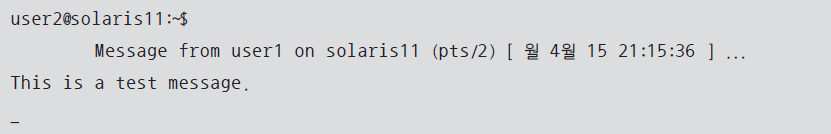 user2@solaris11:~$
Message from user1 on solaris11 (pts/2) [ 월 4월 15 21:15:36 ] ...
This is a test message.
_